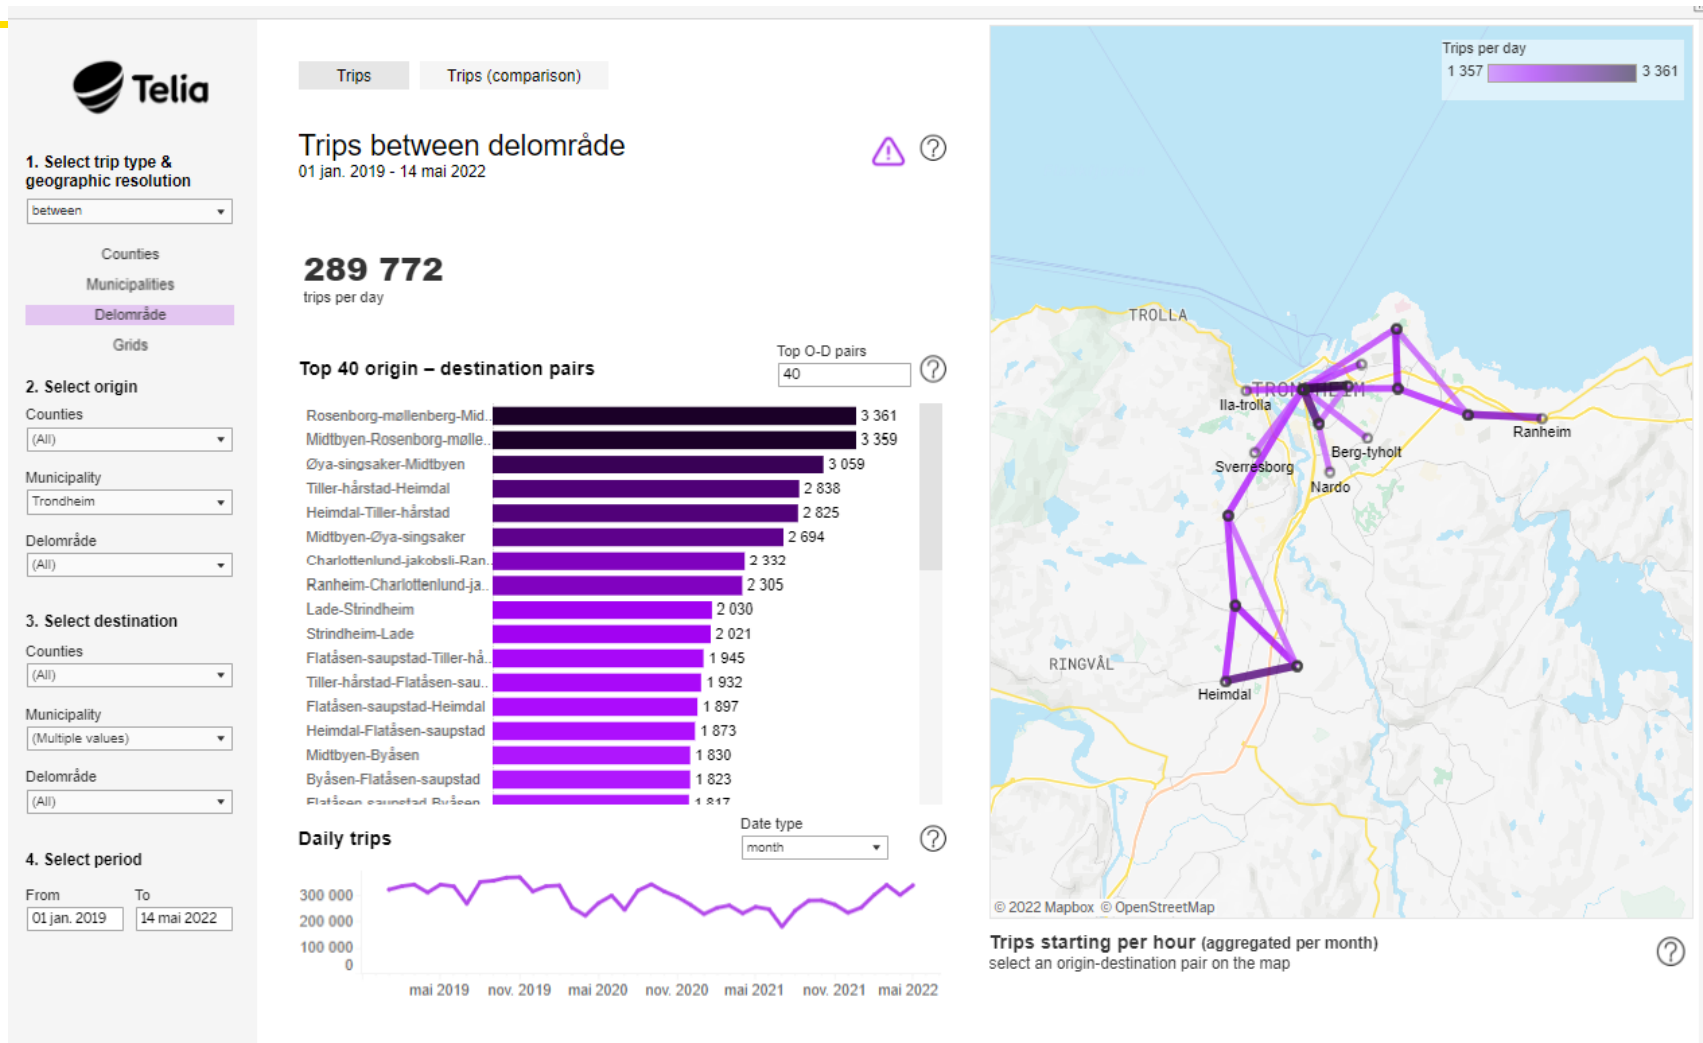 Telia
1. Select trip type &
geographic resolution
between
Counties
Municipalities
Delområde
Grids
2. Select origin
Counties
(All)
Municipality
Trondheim
Delområde
(All)
3. Select destination
Counties
(All)
Municipality
(Multiple values)
Delområde
(All)
4. Select period
From To
01 jan. 2019 14 mai 2022
Trips Trips (comparison)
Trips between delområde
01 jan. 2019 - 14 mai 2022
289 772
trips per day
Top 40 origin – destination pairs
Top O-D pairs
40
Rosenborg-møllenberg-Mid.. 3 361
Midtbyen-Rosenborg-mølle.. 3 359
Øya-singsaker-Midtbyen 3 059
Tiller-hårstad-Heimdal 2 838
Heimdal-Tiller-hårstad 2 825
Midtbyen-Øya-singsaker 2 694
Charlottenlund-jakobsli-Ran.. 2 332
Ranheim-Charlottenlund-ja.. 2 305
Lade-Strindheim 2 030
Strindheim-Lade 2 021
Flatåsen-saupstad-Tiller-hå.. 1 945
Tiller-hårstad-Flatåsen-sau.. 1 932
Flatåsen-saupstad-Heimdal 1 897
Heimdal-Flatåsen-saupstad 1 873
Midtbyen-Byåsen 1 830
Byåsen-Flatåsen-saupstad 1 823
Flatåsen-saupstad-Byåsen 1 817
Daily trips
Date type
month
300 000
200 000
100 000
0
mai 2019 nov. 2019 mai 2020 nov. 2020 mai 2021 nov. 2021 mai 2022
Trips per day
1 357 3 361
TROLLA
TRONDHEIM
Ila-trolla
Ranheim
Berg-tyholt
Sverresborg
Nardo
RINGVÅL
Heimdal
© 2022 Mapbox © OpenStreetMap
Trips starting per hour (aggregated per month)
select an origin-destination pair on the map